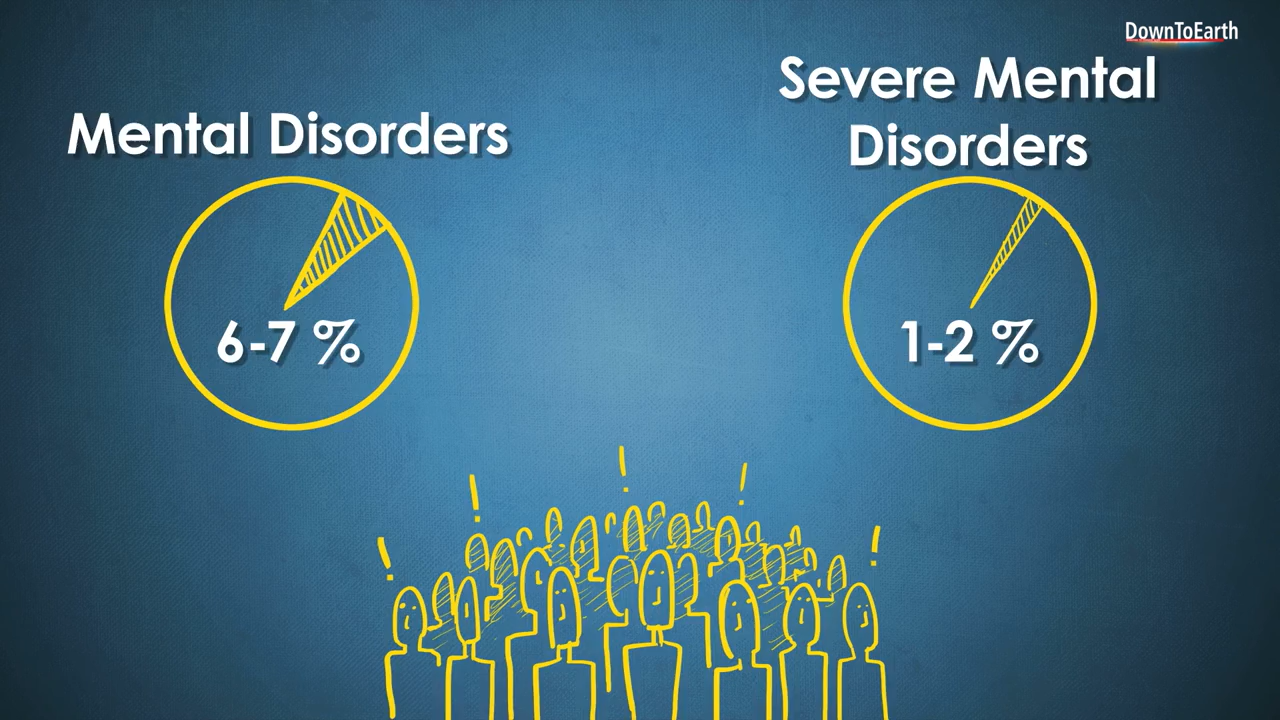 DownToEarth
Mental Disorders
6-7 %
Severe Mental
Disorders
1-2 %